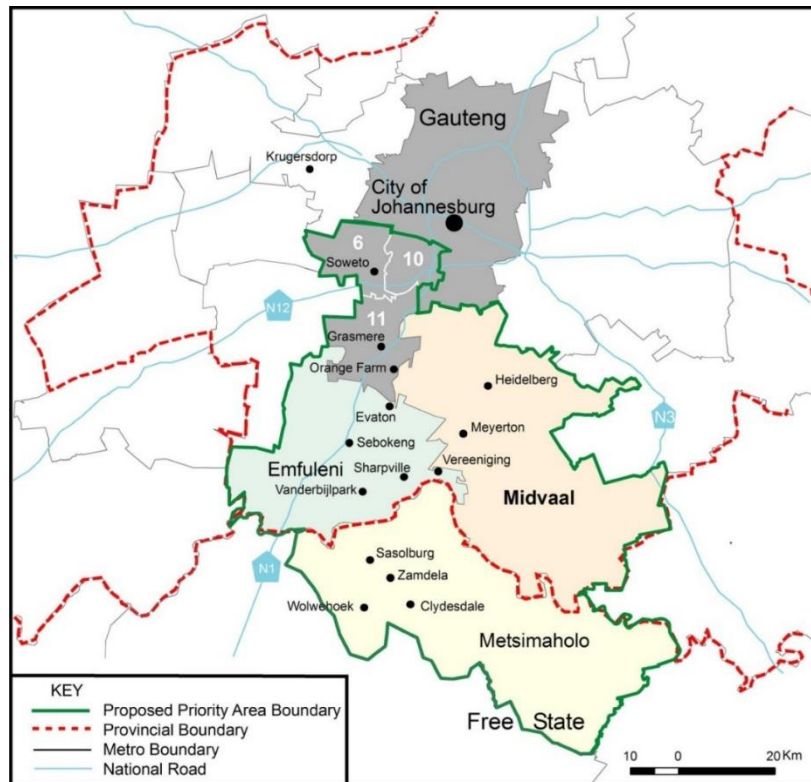 Gauteng
Krugersdorp
City of
Johannesburg
6
10
Soweto
N12
11
Grasmere
Orange Farm
Heidelberg
Evaton
N3
Meyerton
Sebokeng
Emfuleni
Sharpville
Vereeniging
Vanderbijlpark
Midvaal
Sasolburg
N1
Zamdela
Wolwehoek
Clydesdale
Metsimaholo
KEY
Proposed Priority Area Boundary
Provincial Boundary
Metro Boundary
National Road
Free State
10 0 20 Km